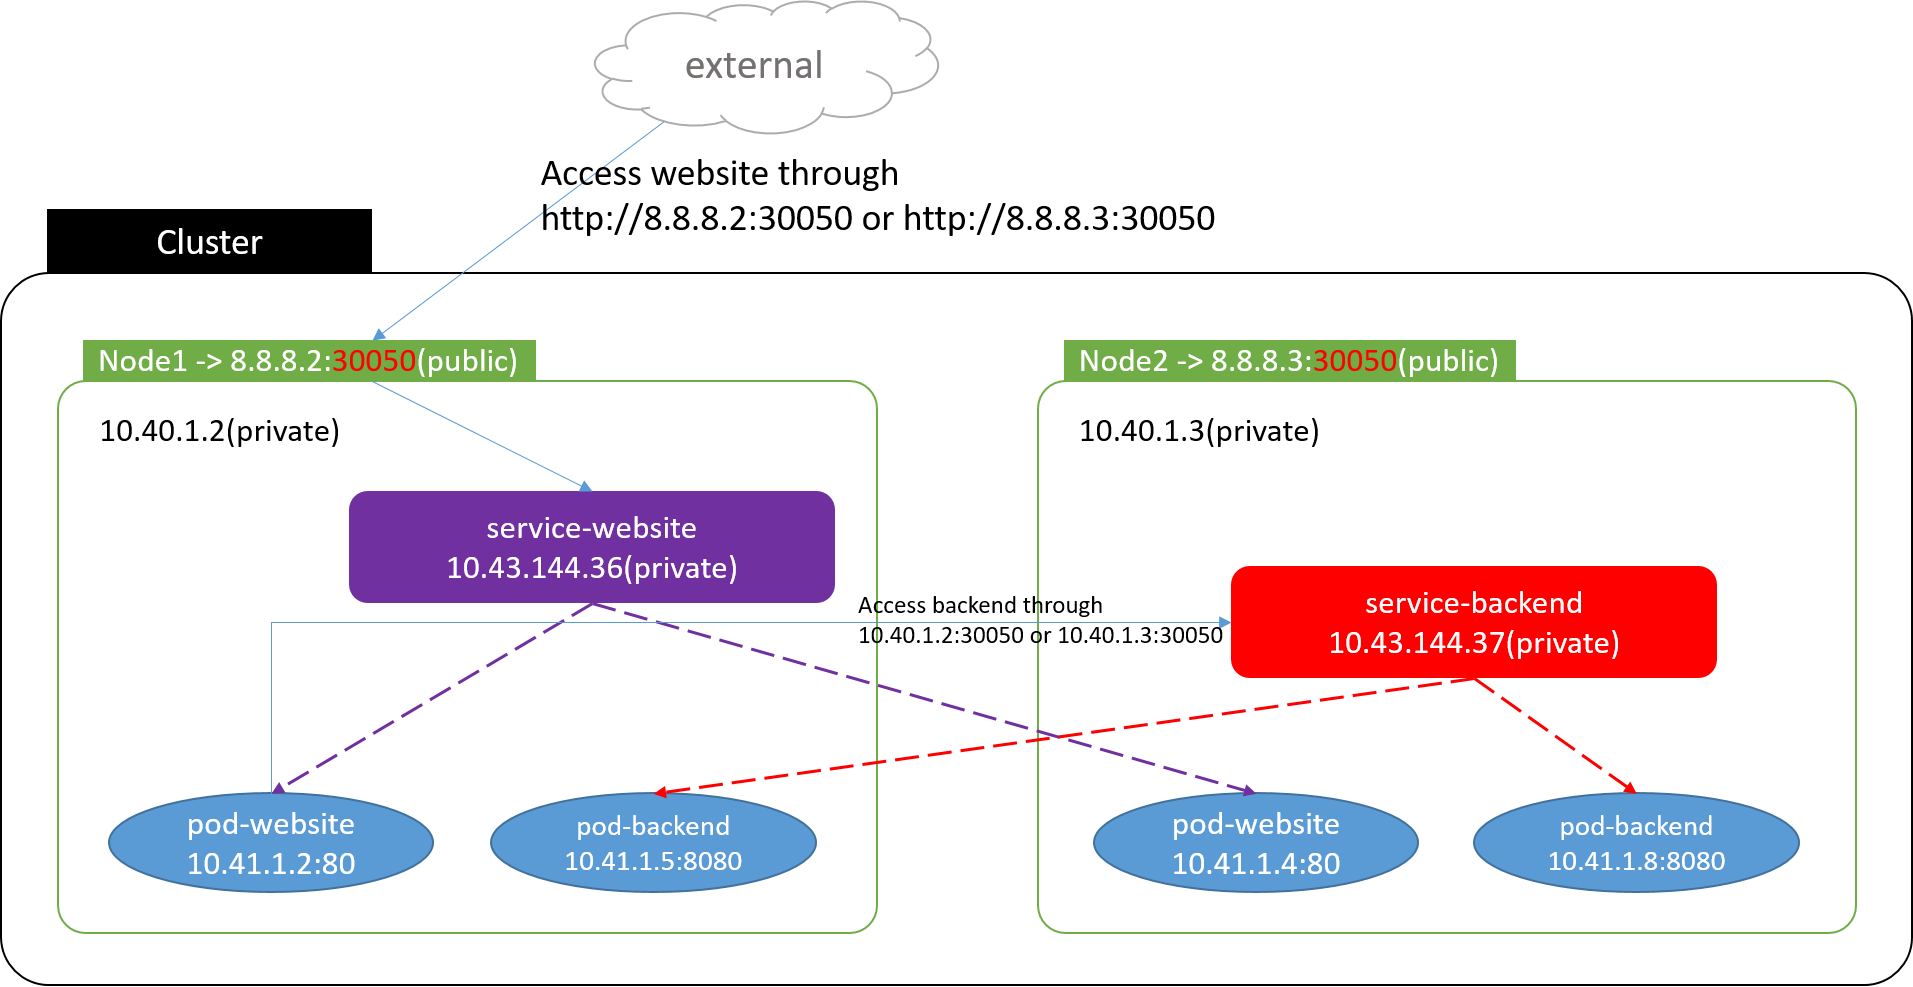 external
Access website through
http://8.8.8.2:30050 or http://8.8.8.3:30050
Cluster
Node1 -> 8.8.8.2:30050(public)
Node2 -> 8.8.8.3:30050(public)
10.40.1.2(private)
10.40.1.3(private)
service-website
10.43.144.36(private)
Access backend through
10.40.1.2:30050 or 10.40.1.3:30050
service-backend
10.43.144.37(private)
pod-website
10.41.1.2:80
pod-backend
10.41.1.5:8080
pod-website
10.41.1.4:80
pod-backend
10.41.1.8:8080